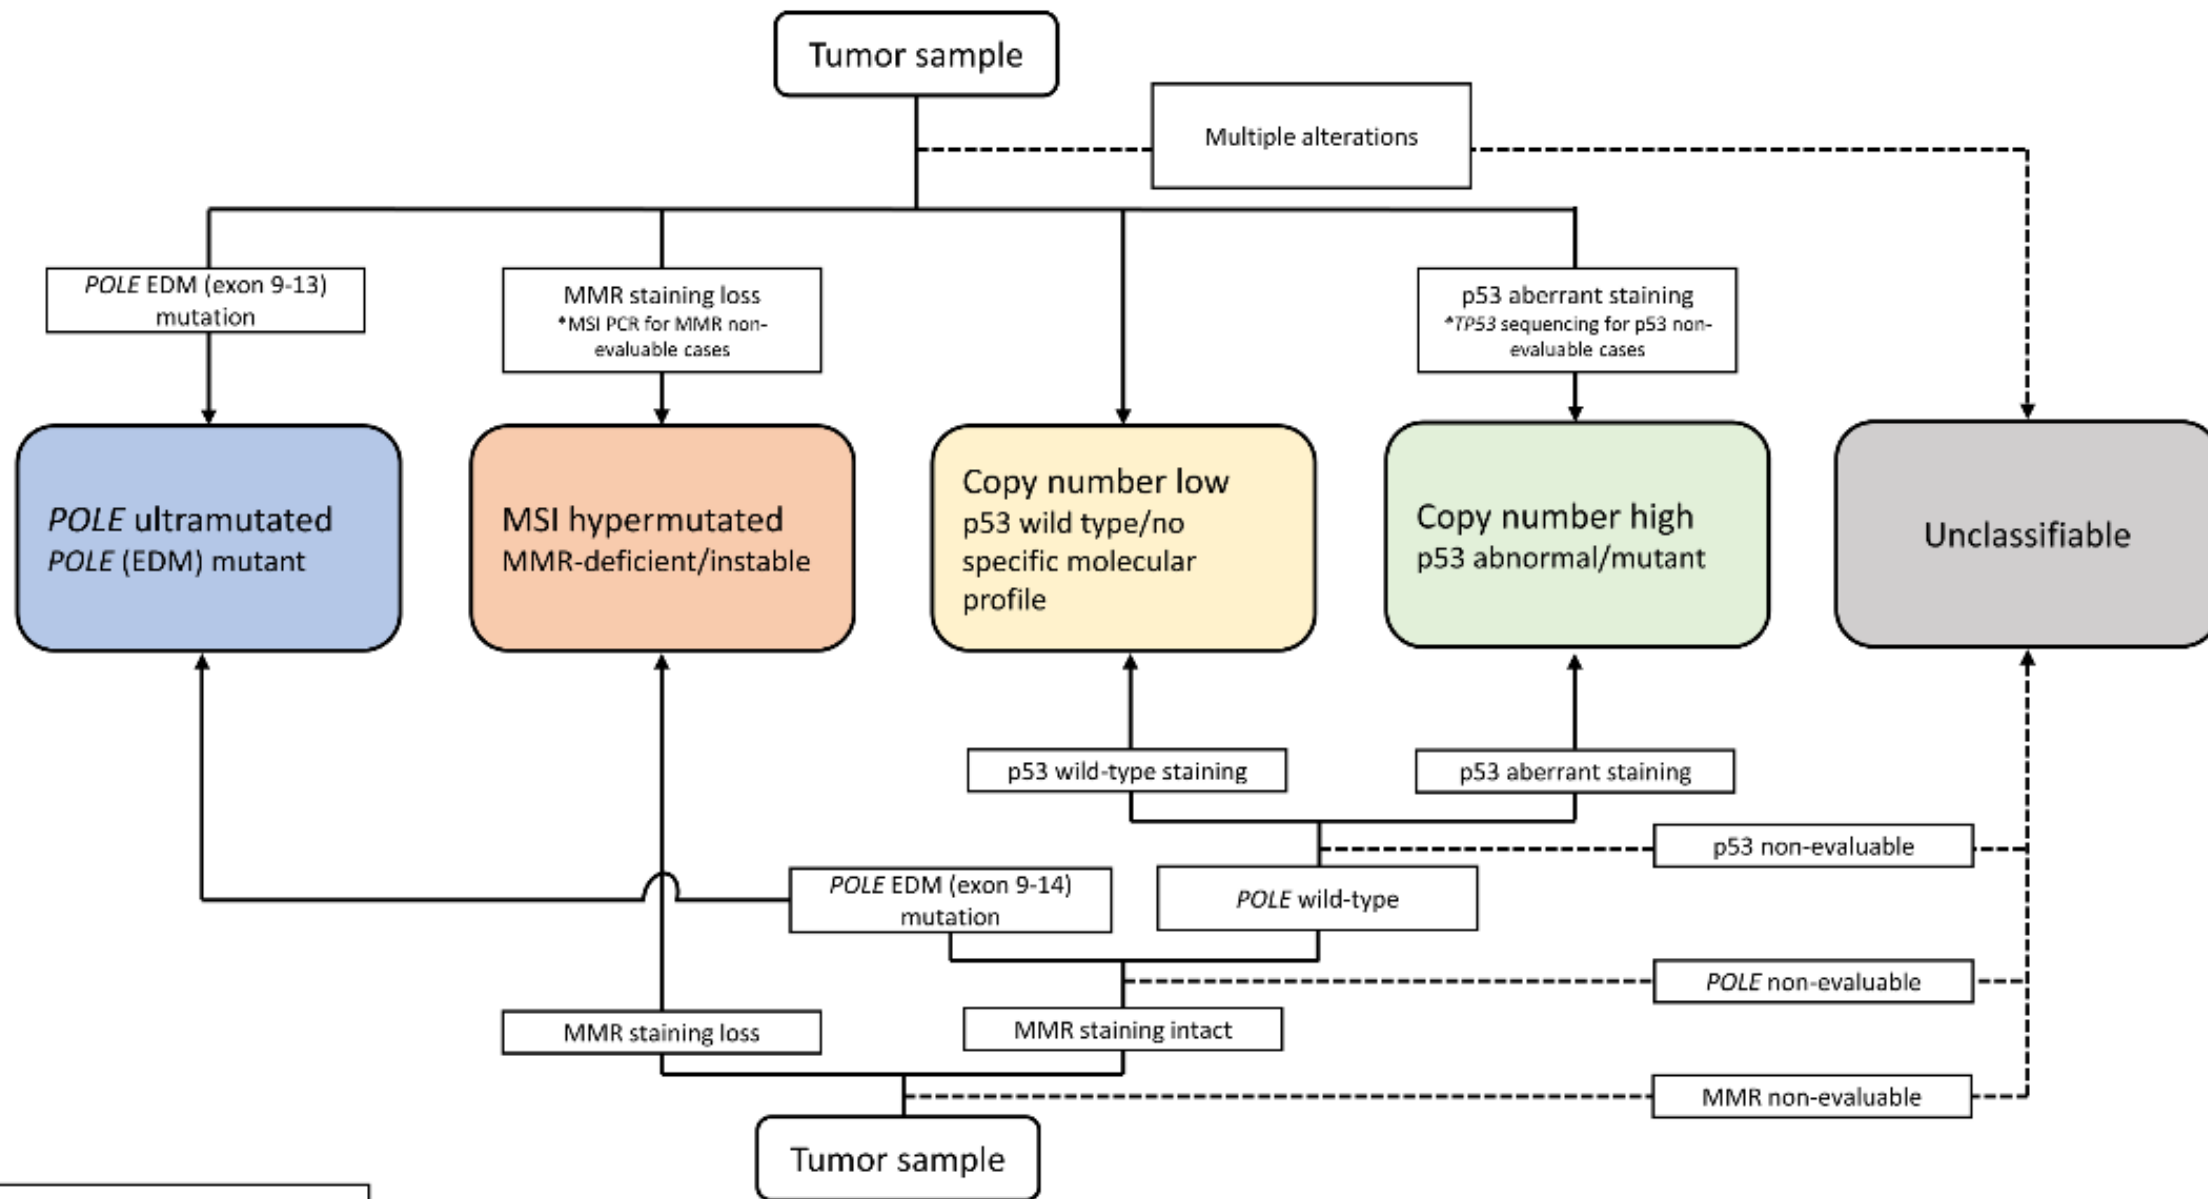 Tumor sample
Multiple alterations
POLE EDM (exon 9-13)
mutation
MMR staining loss
*MSI PCR for MMR non-
evaluable cases
p53 aberrant staining
*TP53 sequencing for p53 non-
evaluable cases
POLE ultramutated
POLE (EDM) mutant
MSI hypermutated
MMR-deficient/instable
Copy number low
p53 wild type/no
specific molecular
profile
Copy number high
p53 abnormal/mutant
Unclassifiable
p53 wild-type staining
p53 aberrant staining
p53 non-evaluable
POLE EDM (exon 9-14)
mutation
POLE wild-type
POLE non-evaluable
MMR staining loss
MMR staining intact
MMR non-evaluable
Tumor sample